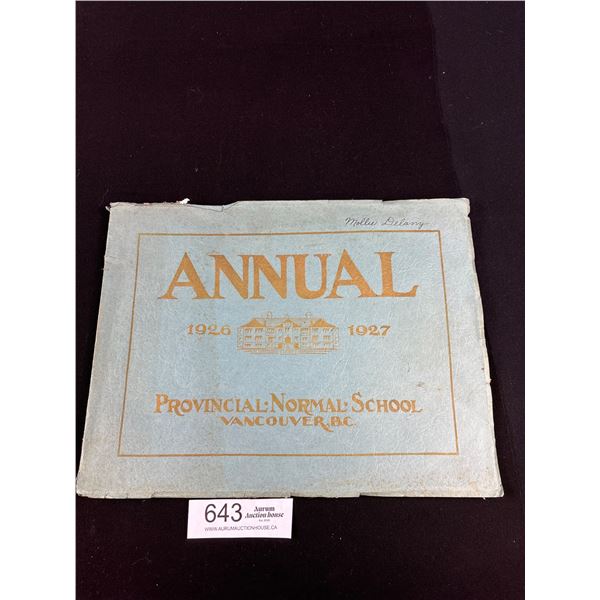 Mollie Delany
ANNUAL
1926 1927
PROVINCIAL·NORMAL·SCHOOL
VANCOUVER, B.C.
643 Aurum
Auction house
WWW.AURUMAUCTIONHOUSE.CA